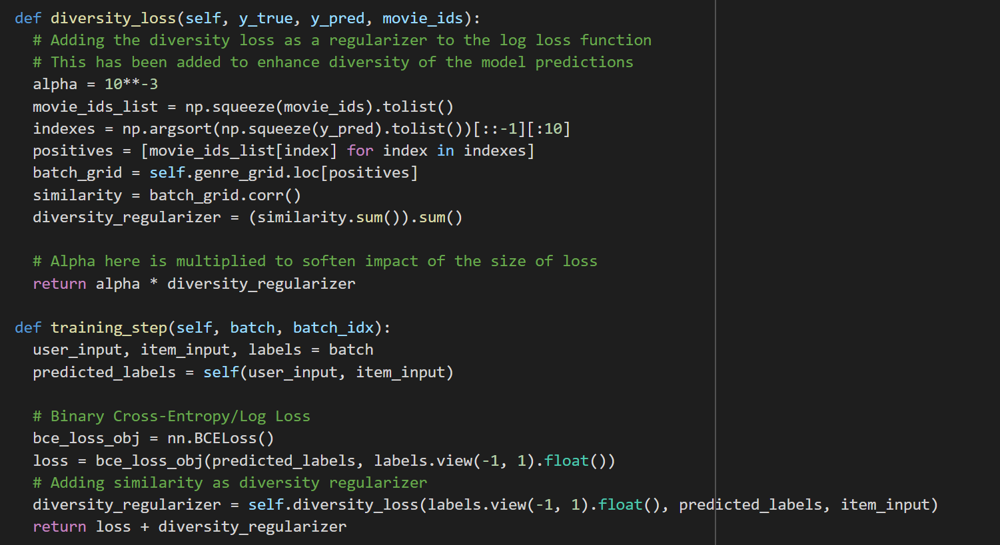 def diversity_loss(self, y_true, y_pred, movie_ids):
  # Adding the diversity loss as a regularizer to the log loss function
  # This has been added to enhance diversity of the model predictions
  alpha = 10**-3
  movie_ids_list = np.squeeze(movie_ids).tolist()
  indexes = np.argsort(np.squeeze(y_pred).tolist())[::-1][:10]
  positives = [movie_ids_list[index] for index in indexes]
  batch_grid = self.genre_grid.loc[positives]
  similarity = batch_grid.corr()
  diversity_regularizer = (similarity.sum()).sum()

  # Alpha here is multiplied to soften impact of the size of loss
  return alpha * diversity_regularizer

def training_step(self, batch, batch_idx):
  user_input, item_input, labels = batch
  predicted_labels = self(user_input, item_input)

  # Binary Cross-Entropy/Log Loss
  bce_loss_obj = nn.BCELoss()
  loss = bce_loss_obj(predicted_labels, labels.view(-1, 1).float())
  # Adding similarity as diversity regularizer
  diversity_regularizer = self.diversity_loss(labels.view(-1, 1).float(), predicted_labels, item_input)
  return loss + diversity_regularizer